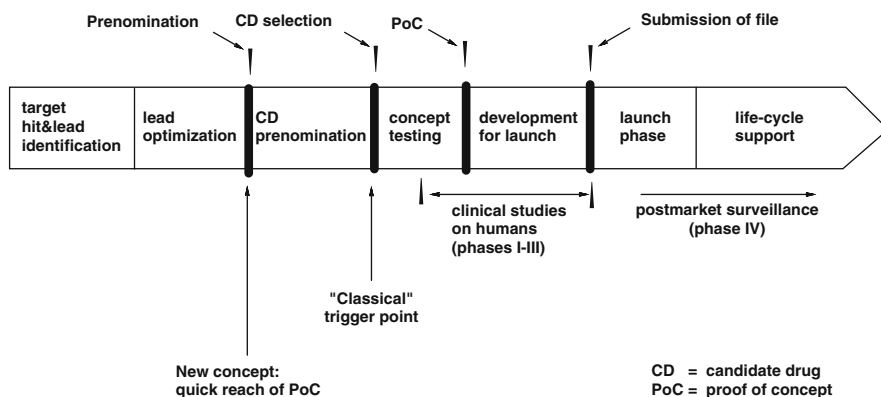 Prenomination
CD selection
PoC
Submission of file
target
hit&lead
identification
lead
optimization
CD
prenomination
concept
testing
development
for launch
launch
phase
life-cycle
support
clinical studies
on humans
(phases I-III)
postmarket surveillance
(phase IV)
"Classical"
trigger point
New concept:
quick reach of PoC
CD = candidate drug
PoC = proof of concept